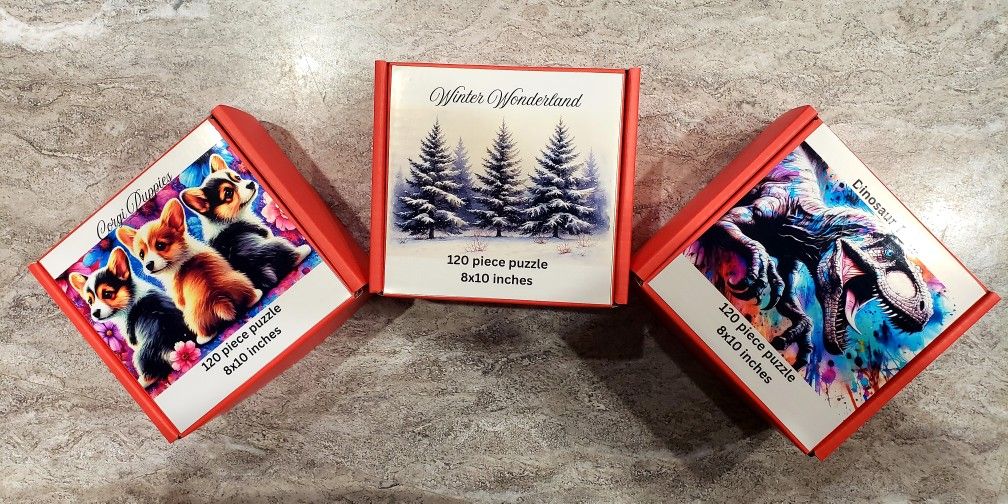 Corgi Puppies
120 piece puzzle
8x10 inches
Winter Wonderland
120 piece puzzle
8x10 inches
Dinosaur
120 piece puzzle
8x10 inches